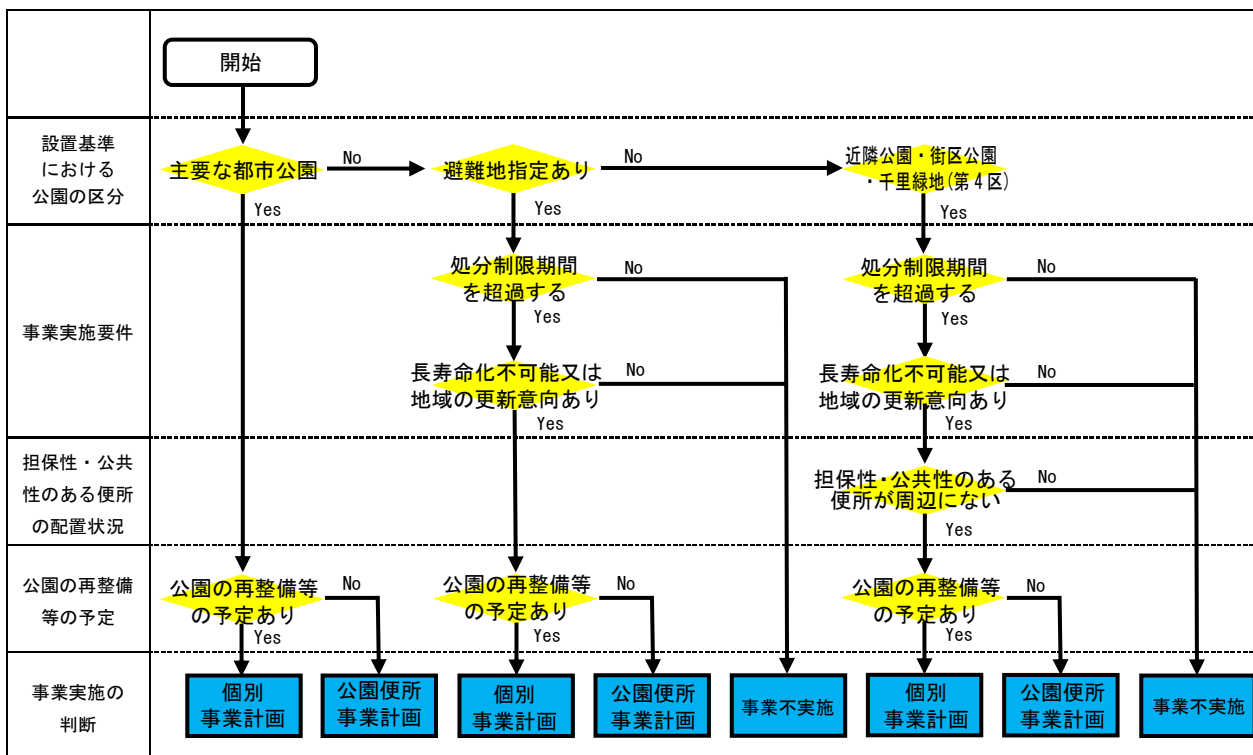 開始
設置基準
における
公園の区分
主要な都市公園
No
避難地指定あり
No
近隣公園・街区公園
・千里緑地(第4区)
Yes
Yes
Yes
事業実施要件
処分制限期間
を超過する
No
処分制限期間
を超過する
No
Yes
Yes
長寿命化不可能又は
地域の更新意向あり
No
長寿命化不可能又は
地域の更新意向あり
No
Yes
Yes
担保性・公共
性のある便所
の配置状況
担保性・公共性のある
便所が周辺にない
No
Yes
公園の再整備
等の予定
公園の再整備等
の予定あり
No
公園の再整備等
の予定あり
No
公園の再整備等
の予定あり
No
Yes
Yes
Yes
事業実施の
判断
個別
事業計画
公園便所
事業計画
個別
事業計画
公園便所
事業計画
事業不実施
個別
事業計画
公園便所
事業計画
事業不実施